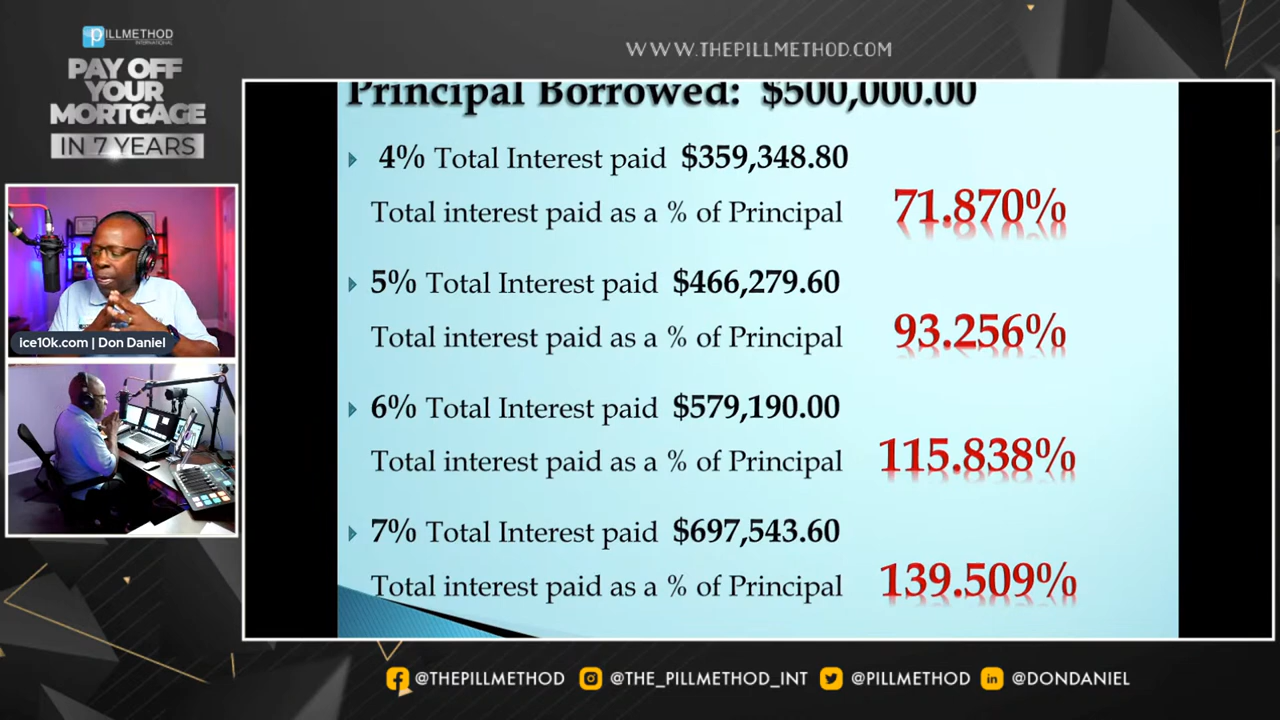 PILLMETHOD
INTERNATIONAL
PAY OFF
YOUR
MORTGAGE
IN 7 YEARS
WWW.THEPILLMETHOD.COM
Principal Borrowed: $500,000.00
4% Total Interest paid $359,348.80
Total interest paid as a % of Principal 71.870%
5% Total Interest paid $466,279.60
Total interest paid as a % of Principal 93.256%
6% Total Interest paid $579,190.00
Total interest paid as a % of Principal 115.838%
7% Total Interest paid $697,543.60
Total interest paid as a % of Principal 139.509%
ice10k.com | Don Daniel
@THEPILLMETHOD @THE_PILLMETHOD_INT @PILLMETHOD @DONDANIEL